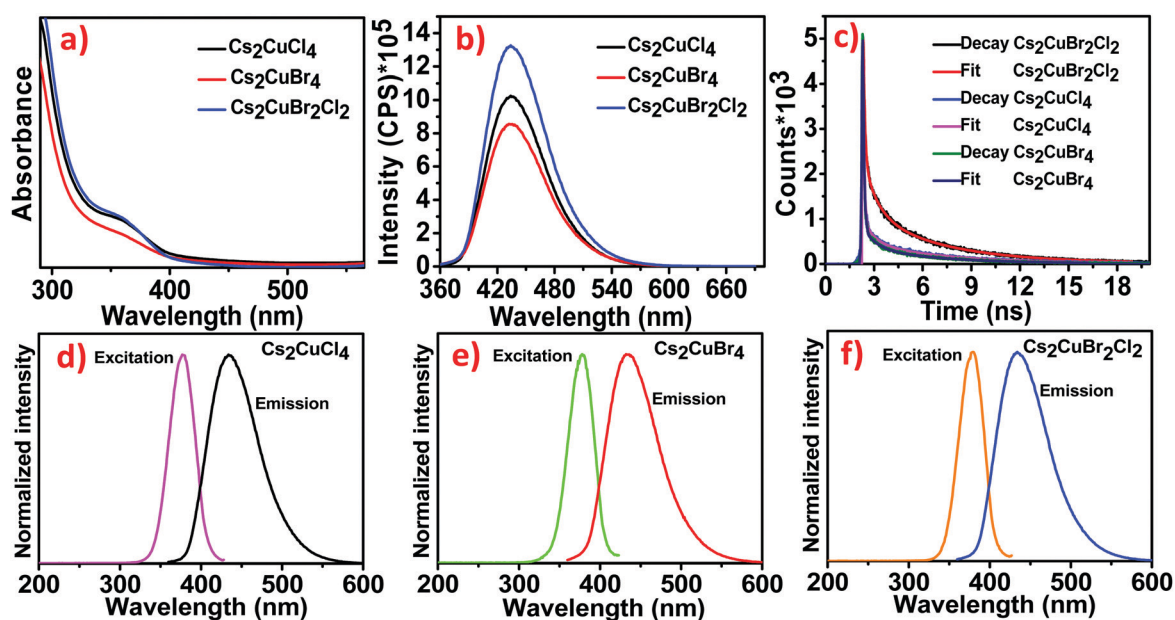 a)
Cs2CuCl4
Cs2CuBr4
Cs2CuBr2Cl2
Absorbance
300 400 500
Wavelength (nm)
b)
Cs2CuCl4
Cs2CuBr4
Cs2CuBr2Cl2
Intensity (CPS)*10^5
14
12
10
8
6
4
2
0
360 420 480 540 600 660
Wavelength (nm)
c)
Decay Cs2CuBr2Cl2
Fit Cs2CuBr2Cl2
Decay Cs2CuCl4
Fit Cs2CuCl4
Decay Cs2CuBr4
Fit Cs2CuBr4
Counts*10^3
5
4
3
2
1
0
0 3 6 9 12 15 18
Time (ns)
d)
Cs2CuCl4
Excitation
Emission
Normalized intensity
200 300 400 500 600
Wavelength (nm)
e)
Cs2CuBr4
Excitation
Emission
Normalized intensity
200 300 400 500 600
Wavelength (nm)
f)
Cs2CuBr2Cl2
Excitation
Emission
Normalized intensity
200 300 400 500 600
Wavelength (nm)